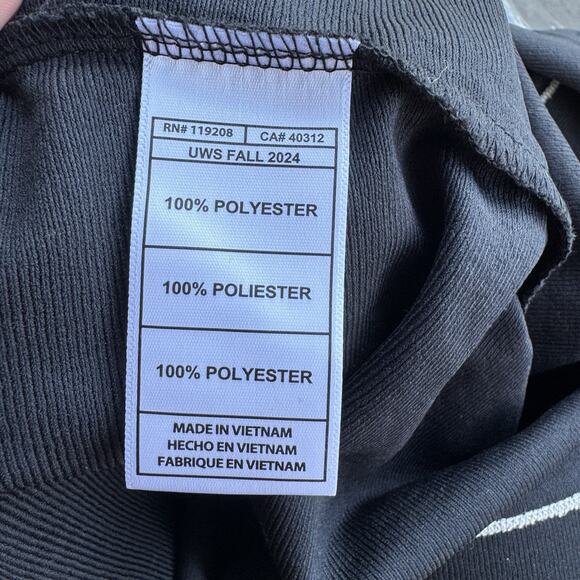 RN# 119208 CA# 40312
UWS FALL 2024
100% POLYESTER
100% POLIESTER
100% POLYESTER
MADE IN VIETNAM
HECHO EN VIETNAM
FABRIQUE EN VIETNAM